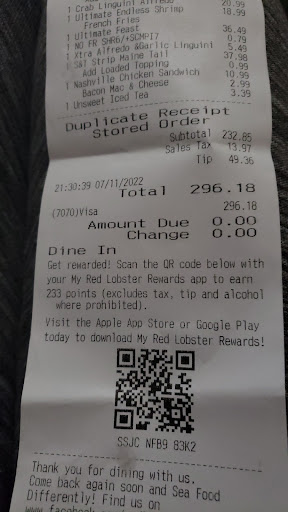 1 Crab Linguini Alfredo 20.99
1 Ultimate Endless Shrimp 18.99
French Fries
1 Ultimate Feast 36.49
1 NO FR SHR6/+SCMPI7 0.79
1 Xtra Alfredo &Garlic Linguini 5.49
1 S&T Strip Maine Tail 37.98
Add Loaded Topping 0.99
1 Nashville Chicken Sandwich 10.99
Bacon Mac & Cheese 2.99
1 Unsweet Iced Tea 3.39
Duplicate Receipt
Stored Order
Subtotal 232.85
Sales Tax 13.97
Tip 49.36
21:30:39 07/11/2022
Total 296.18
(7070)Visa 296.18
Amount Due 0.00
Change 0.00
Dine In
Get rewarded! Scan the QR code below with
your My Red Lobster Rewards app to earn
233 points (excludes tax, tip and alcohol
where prohibited).
Visit the Apple App Store or Google Play
today to download My Red Lobster Rewards!
SSJC NFB9 83K2
Thank you for dining with us.
Come back again soon and Sea Food
Differently! Find us on